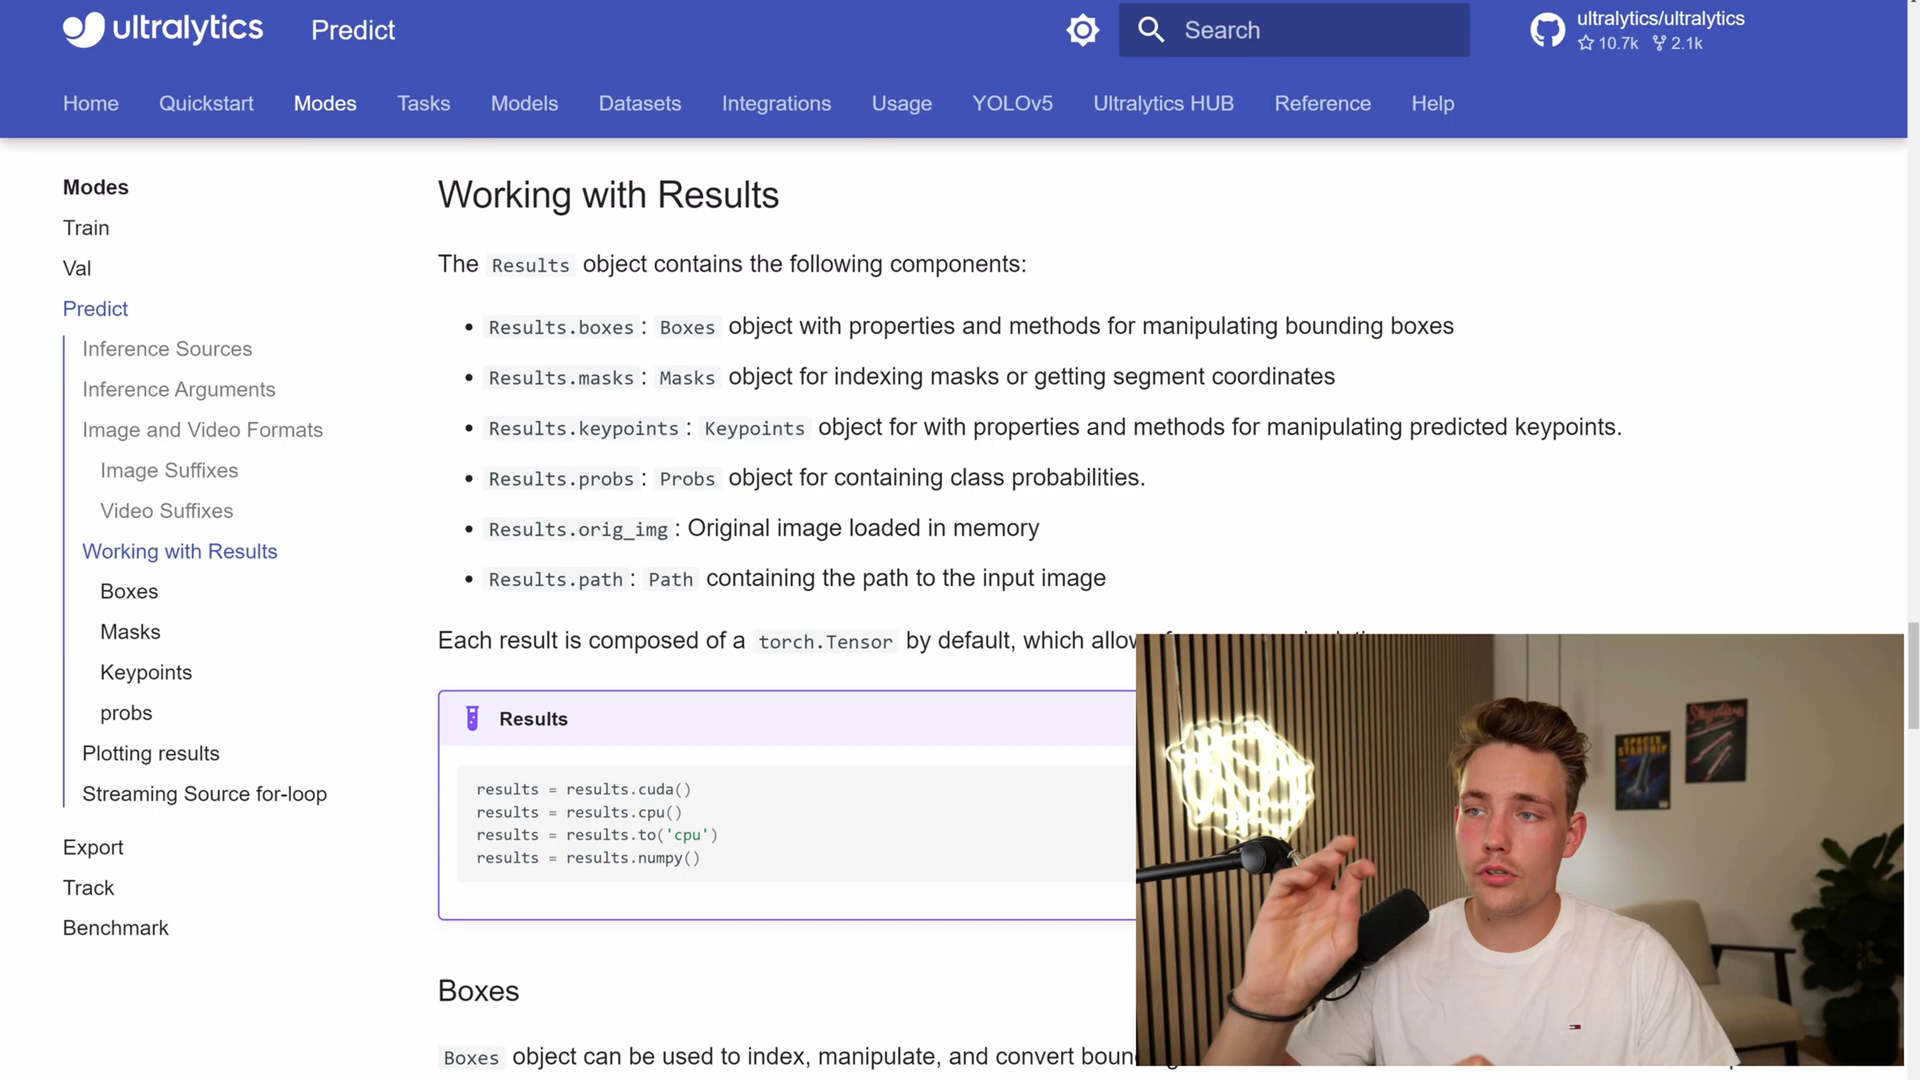 ultralytics
Predict
Search
ultralytics/ultralytics
10.7k 2.1k
Home Quickstart Modes Tasks Models Datasets Integrations Usage YOLOv5 Ultralytics HUB Reference Help
Modes
Train
Val
Predict
Inference Sources
Inference Arguments
Image and Video Formats
Image Suffixes
Video Suffixes
Working with Results
Boxes
Masks
Keypoints
probs
Plotting results
Streaming Source for-loop
Export
Track
Benchmark
Working with Results
The Results object contains the following components:
• Results.boxes: Boxes object with properties and methods for manipulating bounding boxes
• Results.masks: Masks object for indexing masks or getting segment coordinates
• Results.keypoints: Keypoints object for with properties and methods for manipulating predicted keypoints.
• Results.probs: Probs object for containing class probabilities.
• Results.orig_img: Original image loaded in memory
• Results.path: Path containing the path to the input image
Each result is composed of a torch.Tensor by default, which
Results
results = results.cuda()
results = results.cpu()
results = results.to('cpu')
results = results.numpy()
Boxes
Boxes object can be used to index, manipulate, and convert
SPACEX
STARSHIP